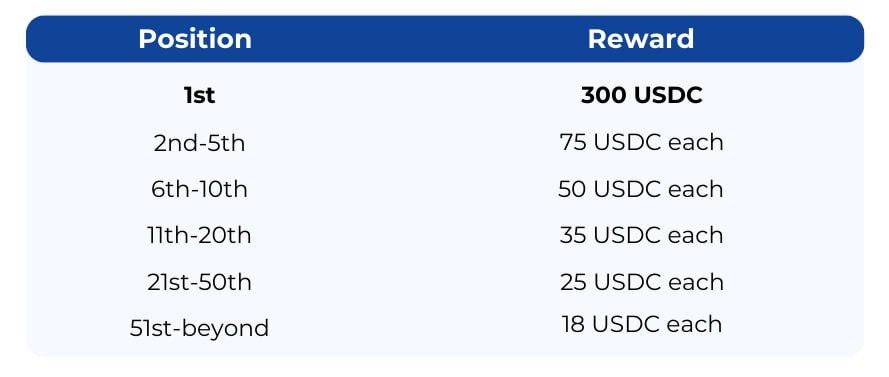 Position Reward
1st 300 USDC
2nd-5th 75 USDC each
6th-10th 50 USDC each
11th-20th 35 USDC each
21st-50th 25 USDC each
51st-beyond 18 USDC each